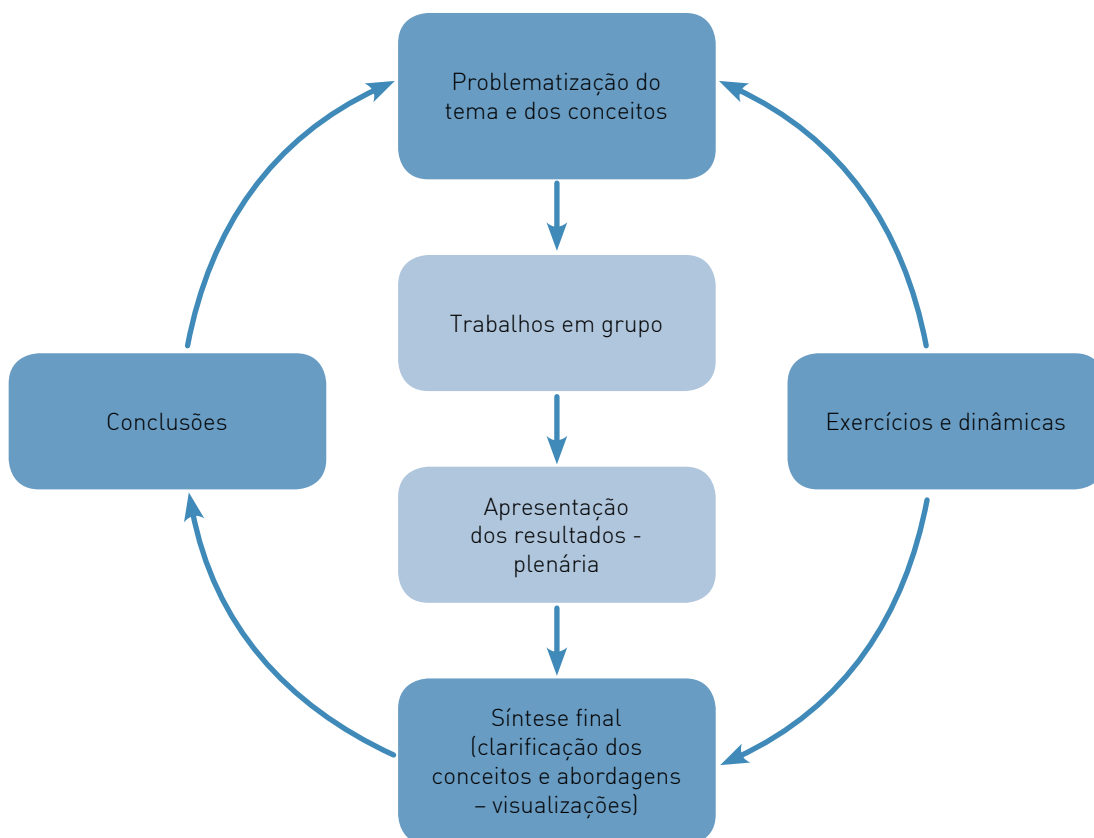 Problematização do
tema e dos conceitos
Trabalhos em grupo
Conclusões
Exercícios e dinâmicas
Apresentação
dos resultados -
plenária
Síntese final
(clarificação dos
conceitos e abordagens
– visualizações)